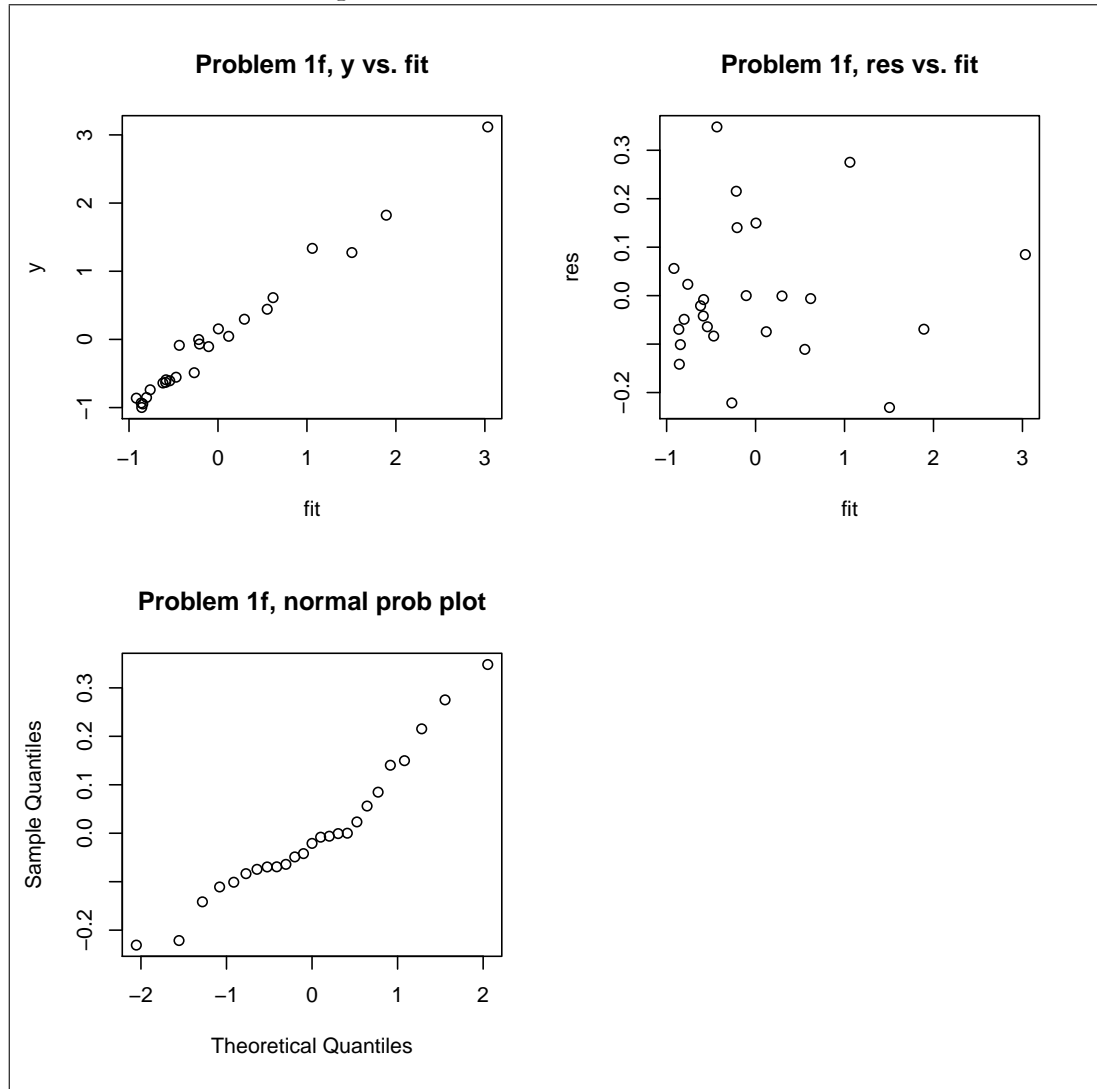 Problem 1f, y vs. fit
y
3
2
1
0
−1
−1 0 1 2 3
fit
Problem 1f, res vs. fit
res
0.3
0.2
0.1
0.0
−0.2
−1 0 1 2 3
fit
Problem 1f, normal prob plot
Sample Quantiles
0.3
0.2
0.1
0.0
−0.2
−2 −1 0 1 2
Theoretical Quantiles